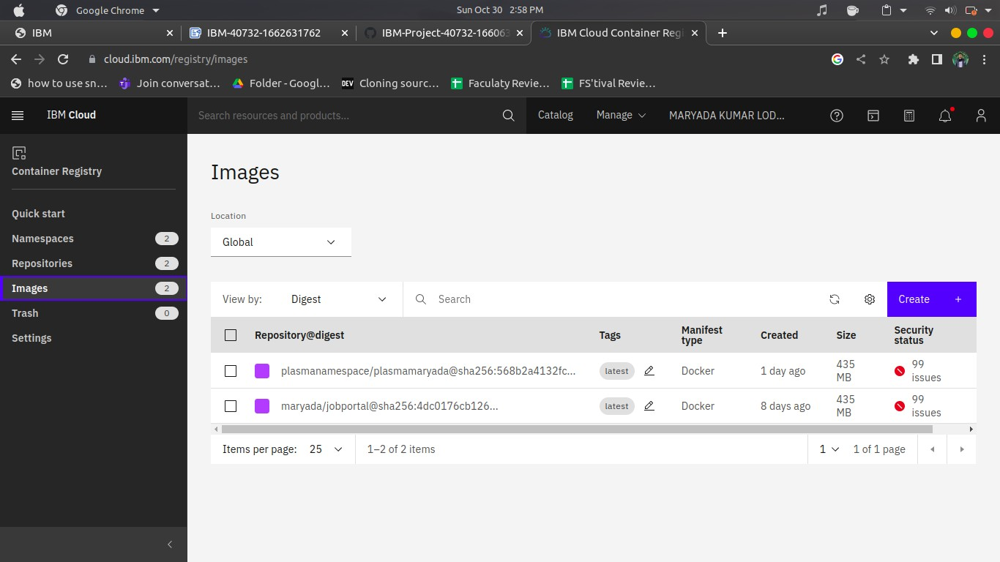 Google Chrome
Sun Oct 30 2:58 PM
IBM
IBM-40732-1662631762
IBM-Project-40732-166063
IBM Cloud Container Regi
cloud.ibm.com/registry/images
how to use sn...
Join conversat...
Folder - Googl...
DEV Cloning sourc...
Faculaty Revie...
FS'tival Revie...
IBM Cloud
Search resources and products...
Catalog
Manage
MARYADA KUMAR LOD...
Container Registry
Quick start
Namespaces 2
Repositories 2
Images 2
Trash 0
Settings
Images
Location
Global
View by: Digest
Search
Create +
Repository@digest Tags Manifest type Created Size Security status
plasmanamespace/plasmamaryada@sha256:568b2a4132fc... latest Docker 1 day ago 435 MB 99 issues
maryada/jobportal@sha256:4dc0176cb126... latest Docker 8 days ago 435 MB 99 issues
Items per page: 25 1–2 of 2 items 1 1 of 1 page